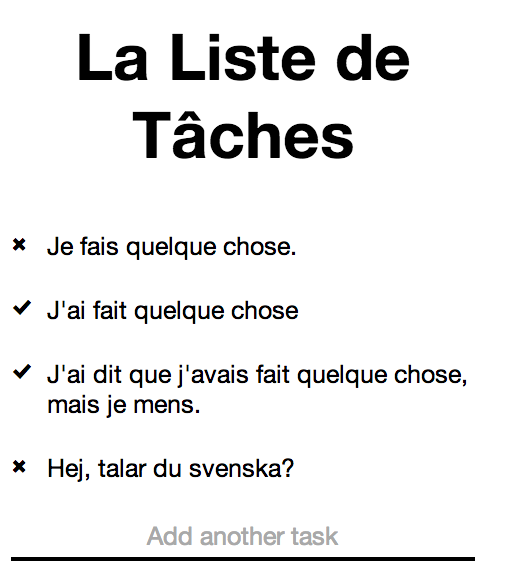 La Liste de
Tâches
✖ Je fais quelque chose.
✔ J'ai fait quelque chose
✔ J'ai dit que j'avais fait quelque chose,
mais je mens.
✖ Hej, talar du svenska?
Add another task